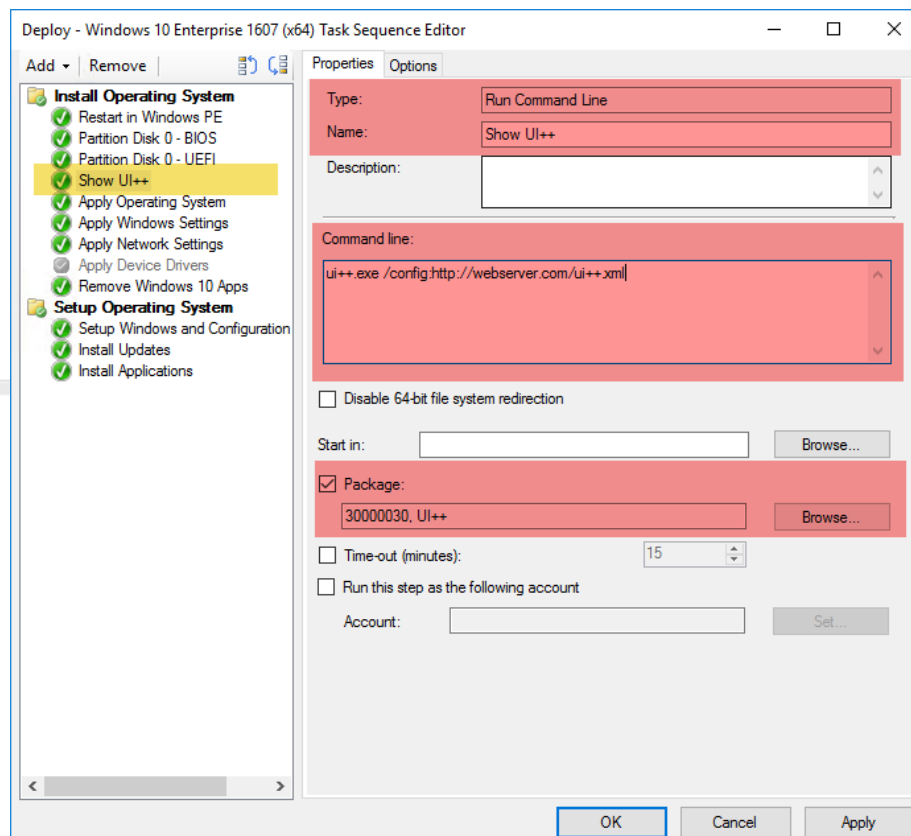 Deploy - Windows 10 Enterprise 1607 (x64) Task Sequence Editor
Add Remove
Install Operating System
Restart in Windows PE
Partition Disk 0 - BIOS
Partition Disk 0 - UEFI
Show UI++
Apply Operating System
Apply Windows Settings
Apply Network Settings
Apply Device Drivers
Remove Windows 10 Apps
Setup Operating System
Setup Windows and Configuration
Install Updates
Install Applications
Properties Options
Type: Run Command Line
Name: Show UI++
Description:
Command line:
ui++.exe /config:http://webserver.com/ui++.xml
Disable 64-bit file system redirection
Start in: Browse...
Package:
30000030, UI++ Browse...
Time-out (minutes): 15
Run this step as the following account
Account: Set...
OK Cancel Apply